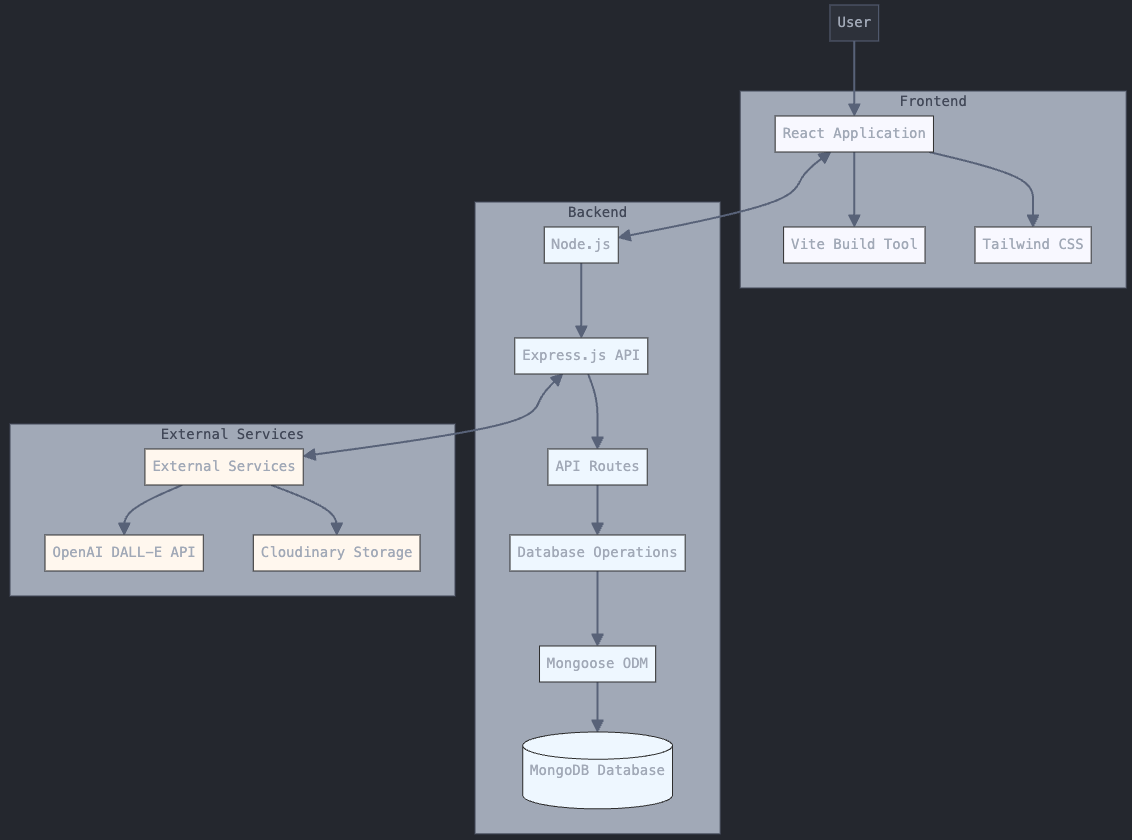 User
Frontend
React Application
Vite Build Tool
Tailwind CSS
Backend
Node.js
Express.js API
API Routes
Database Operations
Mongoose ODM
MongoDB Database
External Services
External Services
OpenAI DALL-E API
Cloudinary Storage